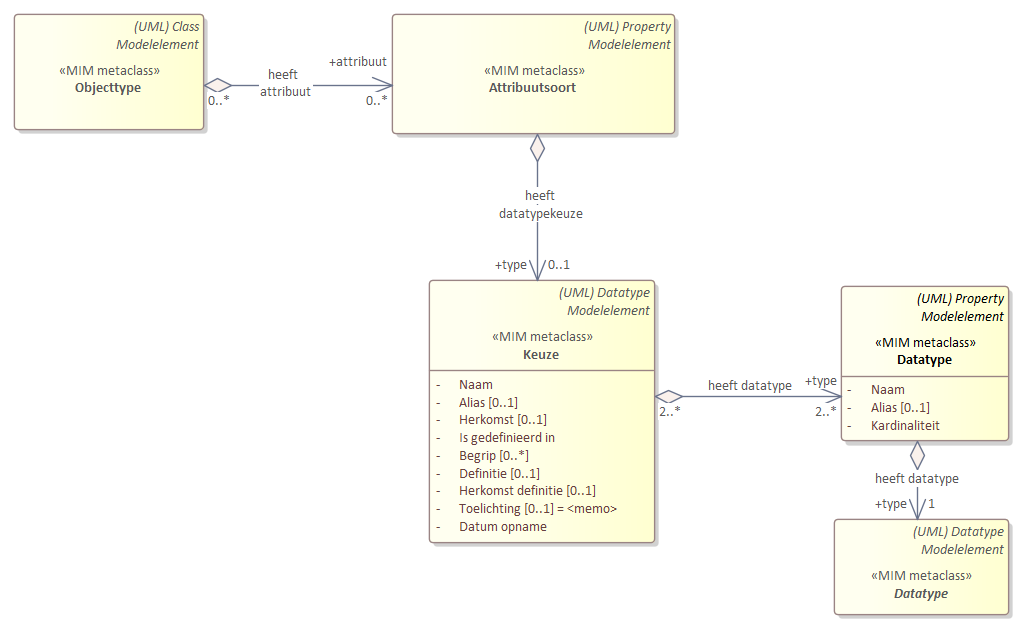 (UML) Class
Modelelement
«MIM metaclass»
Objecttype
0..*
heeft
attribuut
+attribuut
0..*
(UML) Property
Modelelement
«MIM metaclass»
Attribuutsoort
heeft
datatypekeuze
+type
0..1
(UML) Datatype
Modelelement
«MIM metaclass»
Keuze
- Naam
- Alias [0..1]
- Herkomst [0..1]
- Is gedefinieerd in
- Begrip [0..*]
- Definitie [0..1]
- Herkomst definitie [0..1]
- Toelichting [0..1] = <memo>
- Datum opname
2..*
heeft datatype
+type
2..*
(UML) Property
Modelelement
«MIM metaclass»
Datatype
- Naam
- Alias [0..1]
- Kardinaliteit
heeft datatype
+type
1
(UML) Datatype
Modelelement
«MIM metaclass»
Datatype